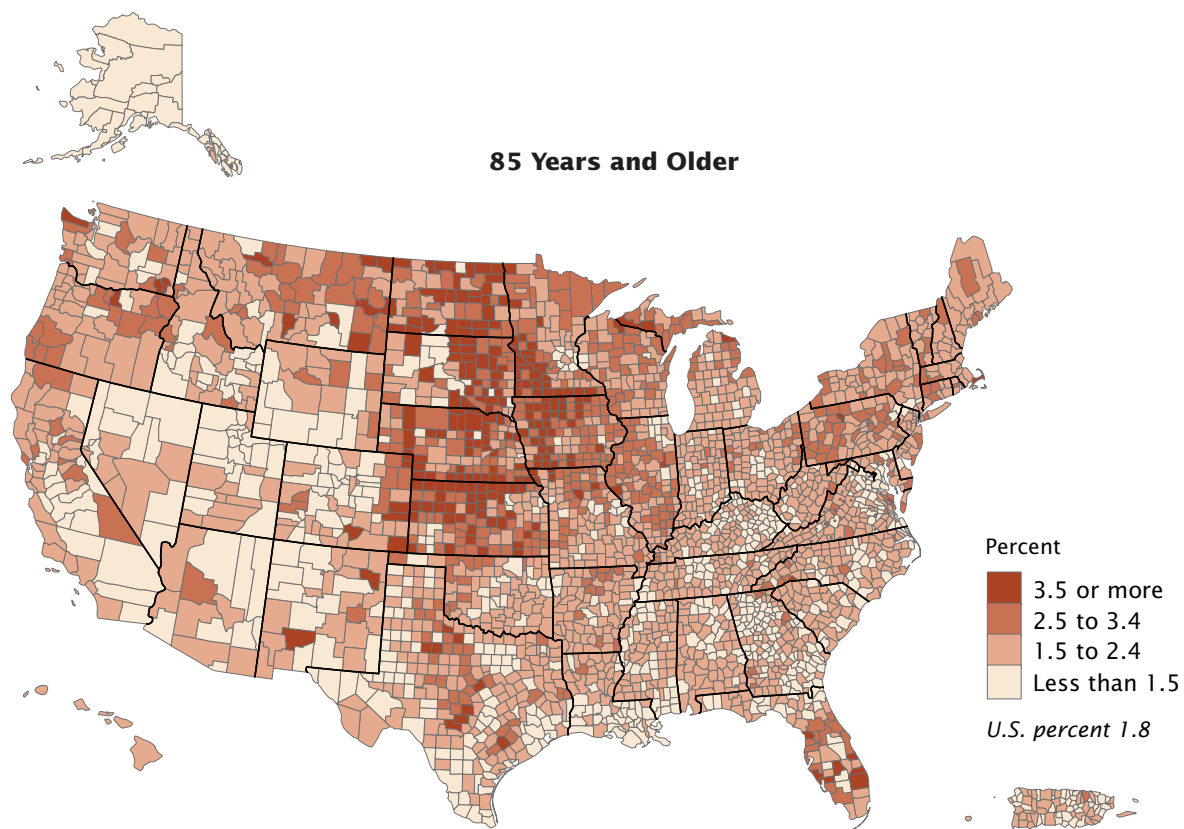 85 Years and Older
Percent
3.5 or more
2.5 to 3.4
1.5 to 2.4
Less than 1.5
U.S. percent 1.8